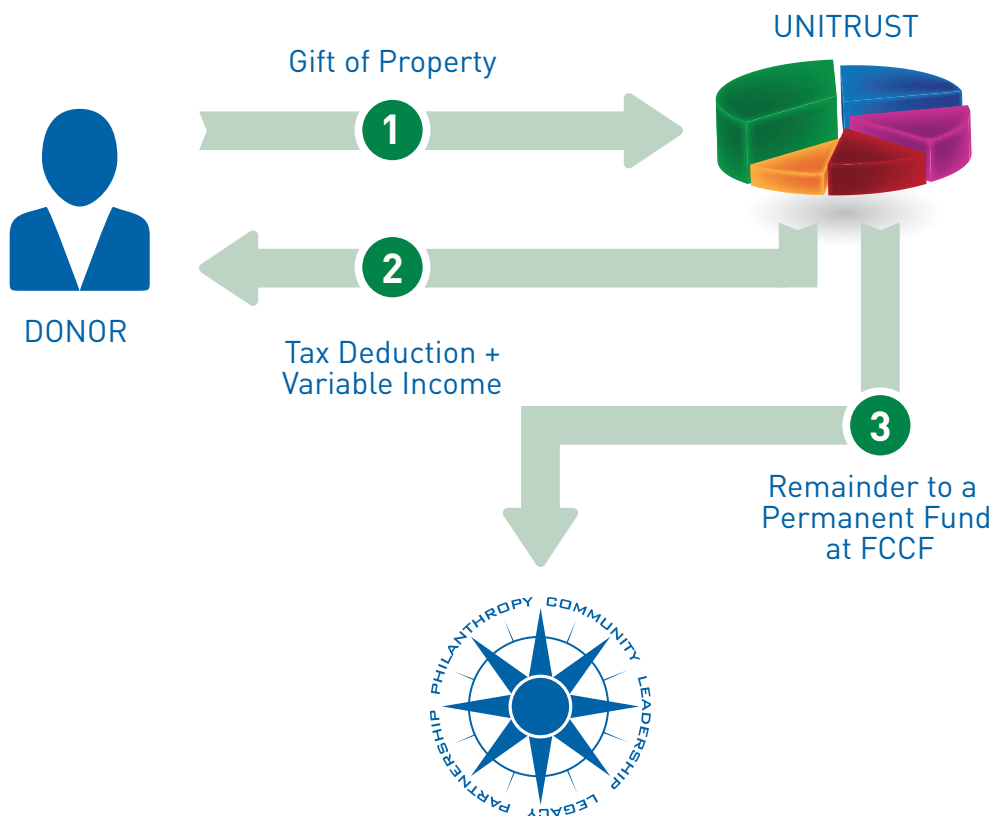 UNITRUST
Gift of Property
1
DONOR
2
Tax Deduction +
Variable Income
3
Remainder to a
Permanent Fund
at FCCF
PHILANTHROPY COMMUNITY LEADERSHIP LEGACY PARTNERSHIP